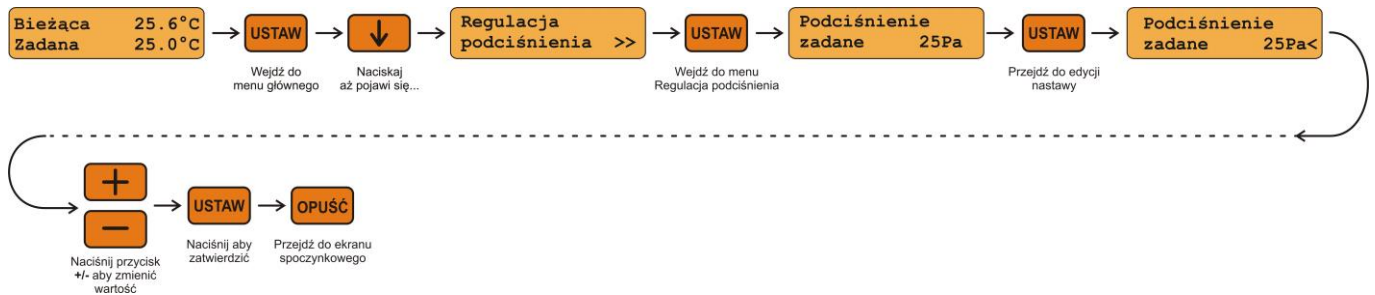 Bieżąca 25.6°C
Zadana 25.0°C
USTAW
Wejdź do
menu głównego
Naciskaj
aż pojawi się...
Regulacja
podciśnienia >>
USTAW
Wejdź do menu
Regulacja podciśnienia
Podciśnienie
zadane 25Pa
USTAW
Przejdź do edycji
nastawy
Podciśnienie
zadane 25Pa<
+
−
Naciśnij przycisk
+/- aby zmienić
wartość
USTAW
Naciśnij aby
zatwierdzić
OPUŚĆ
Przejdź do ekranu
spoczynkowego